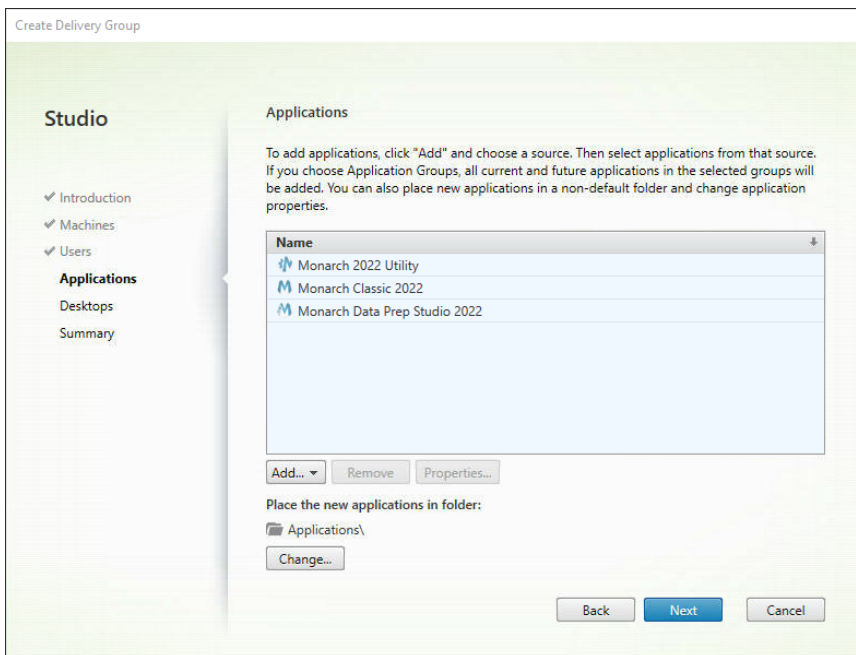 Create Delivery Group
Studio
Introduction
Machines
Users
Applications
Desktops
Summary
Applications
To add applications, click "Add" and choose a source. Then select applications from that source.
If you choose Application Groups, all current and future applications in the selected groups will
be added. You can also place new applications in a non-default folder and change application
properties.
Name
Monarch 2022 Utility
Monarch Classic 2022
Monarch Data Prep Studio 2022
Add... Remove Properties...
Place the new applications in folder:
Applications\
Change...
Back Next Cancel